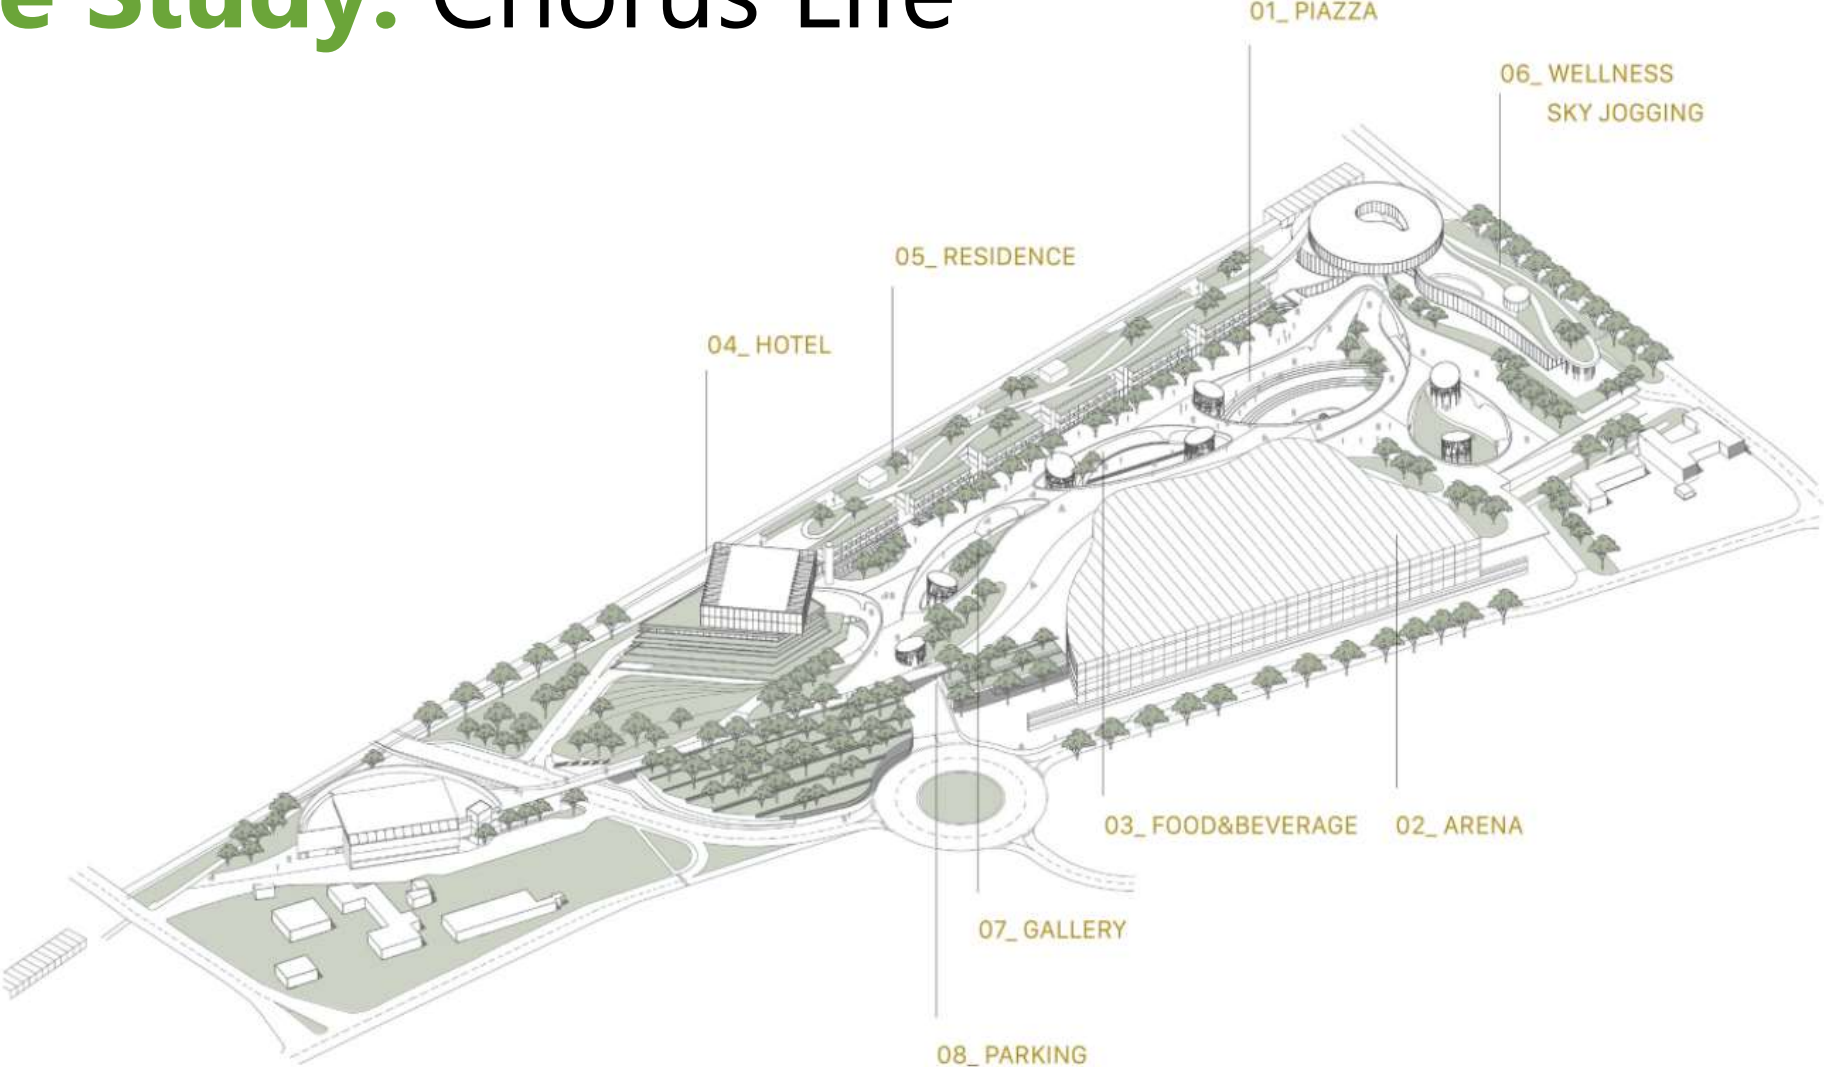 e Study: Chorus Life
01_ PIAZZA
06_ WELLNESS
SKY JOGGING
05_ RESIDENCE
04_ HOTEL
03_ FOOD&BEVERAGE
02_ ARENA
07_ GALLERY
08_ PARKING